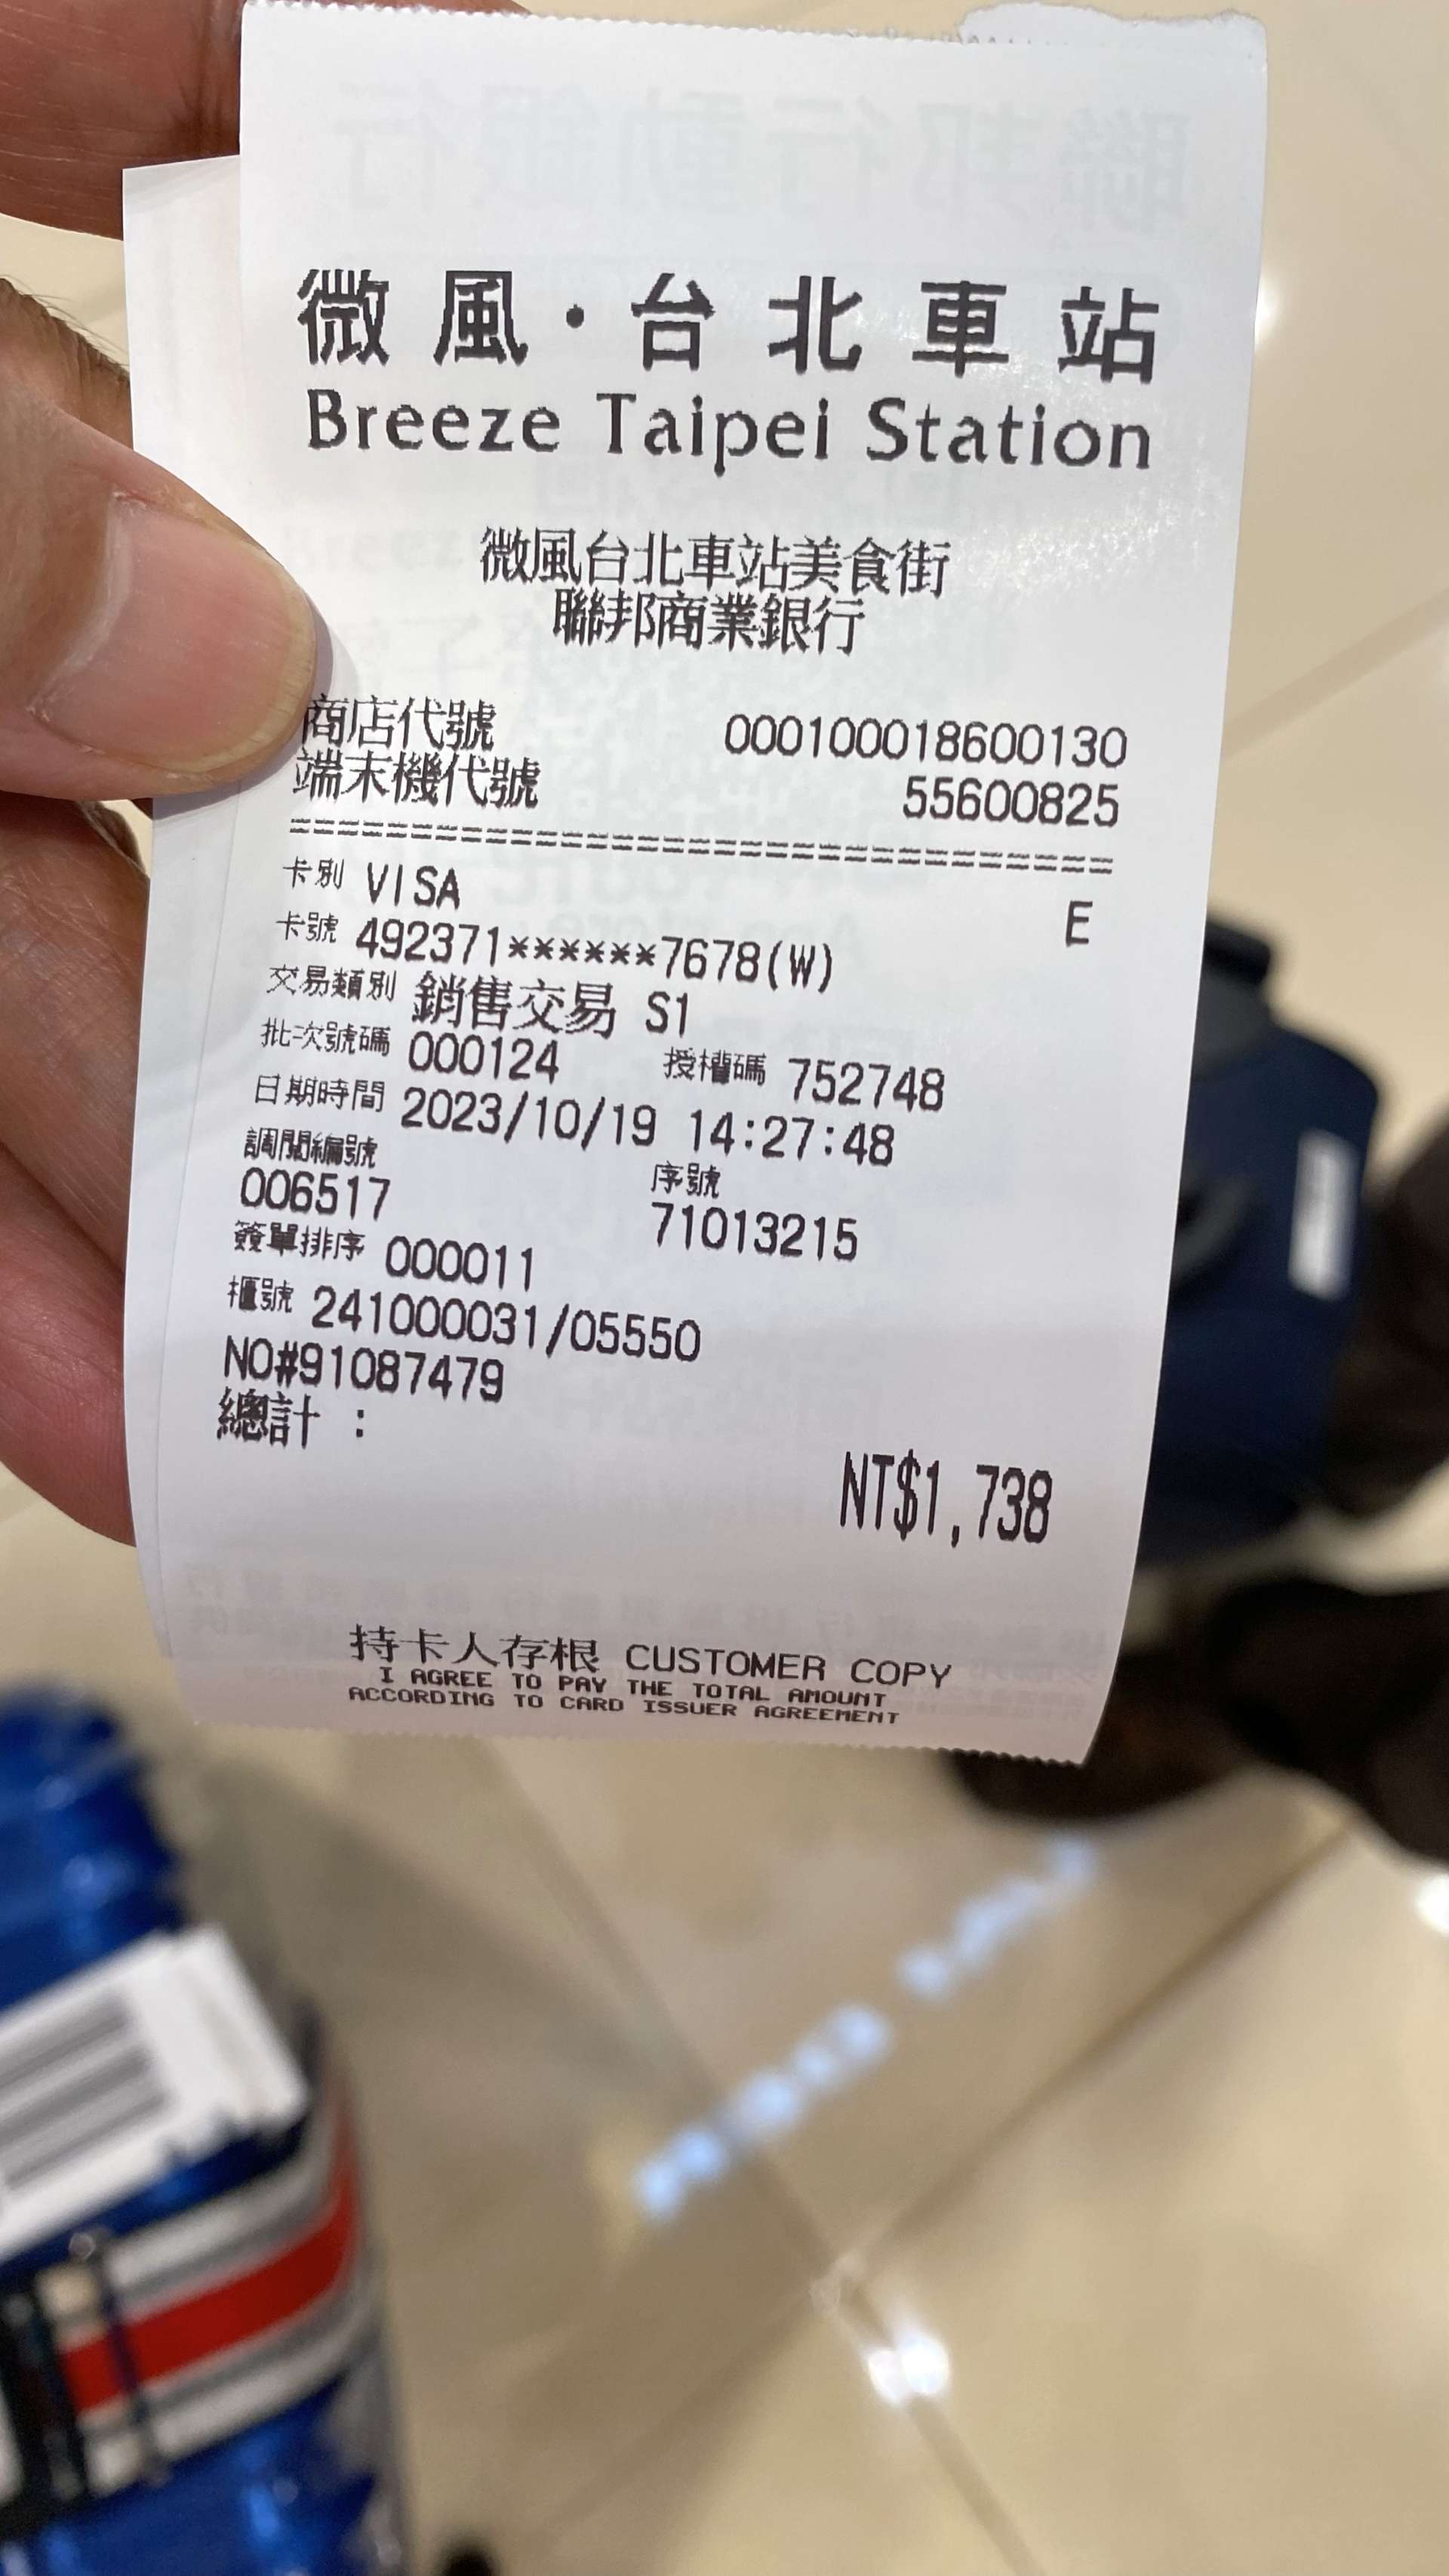 微風·台北車站
Breeze Taipei Station
微風台北車站美食街
聯邦商業銀行
商店代號 000100018600130
端末機代號 55600825
================================
卡別 VISA E
卡號 492371******7678(W)
交易類別 銷售交易 S1
批次號碼 000124 授權碼 752748
日期時間 2023/10/19 14:27:48
調閱編號 序號
006517 71013215
簽單排序 000011
櫃號 241000031/05550
NO#91087479
總計 :
NT$1,738
持卡人存根 CUSTOMER COPY
I AGREE TO PAY THE TOTAL AMOUNT
ACCORDING TO CARD ISSUER AGREEMENT